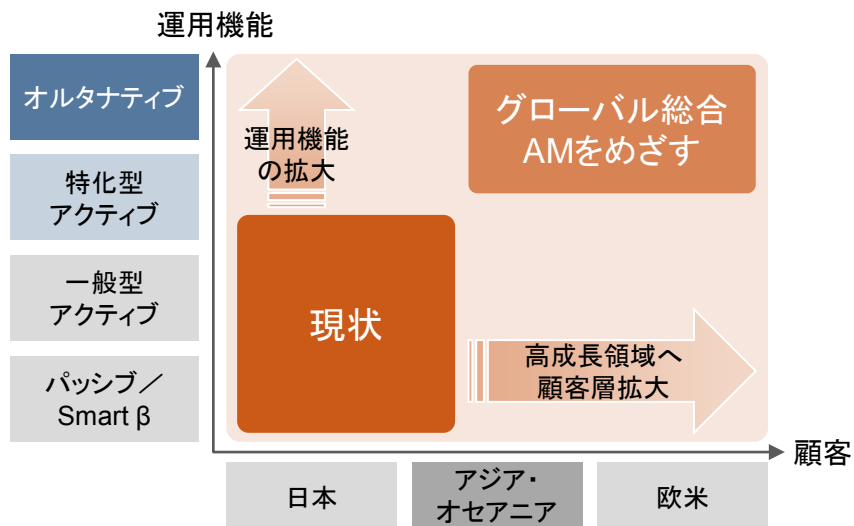 運用機能
オルタナティブ
特化型
アクティブ
一般型
アクティブ
パッシブ／
Smart β
運用機能
の拡大
グローバル総合
AMをめざす
現状
高成長領域へ
顧客層拡大
顧客
日本
アジア・
オセアニア
欧米